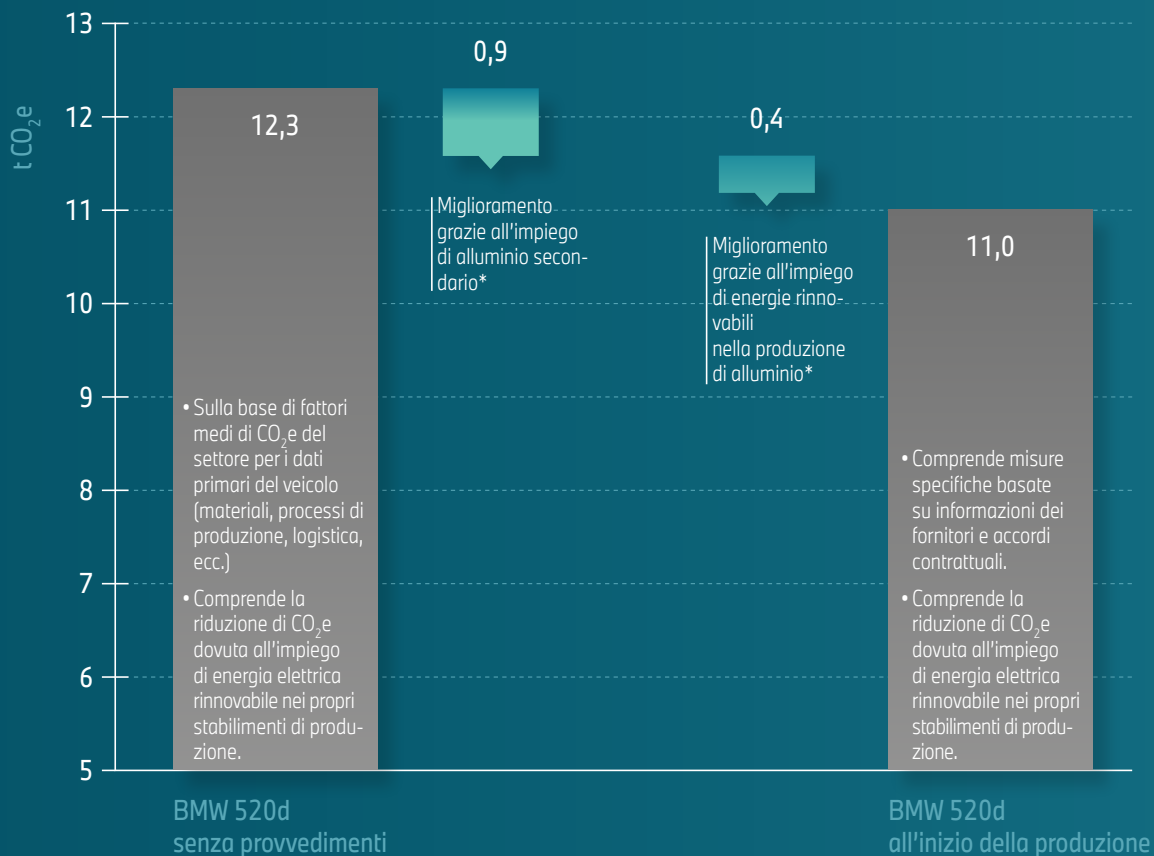 13
12
11
10
9
8
7
6
5
t CO₂e
12,3
• Sulla base di fattori
medi di CO₂e del
settore per i dati
primari del veicolo
(materiali, processi di
produzione, logistica,
ecc.)
• Comprende la
riduzione di CO₂e
dovuta all'impiego
di energia elettrica
rinnovabile nei propri
stabilimenti di produ-
zione.
BMW 520d
senza provvedimenti
0,9
Miglioramento
grazie all'impiego
di alluminio secon-
dario*
0,4
Miglioramento
grazie all'impiego
di energie rinno-
vabili
nella produzione
di alluminio*
11,0
• Comprende misure
specifiche basate
su informazioni dei
fornitori e accordi
contrattuali.
• Comprende la
riduzione di CO₂e
dovuta all'impiego
di energia elettrica
rinnovabile nei propri
stabilimenti di produ-
zione.
BMW 520d
all'inizio della produzione